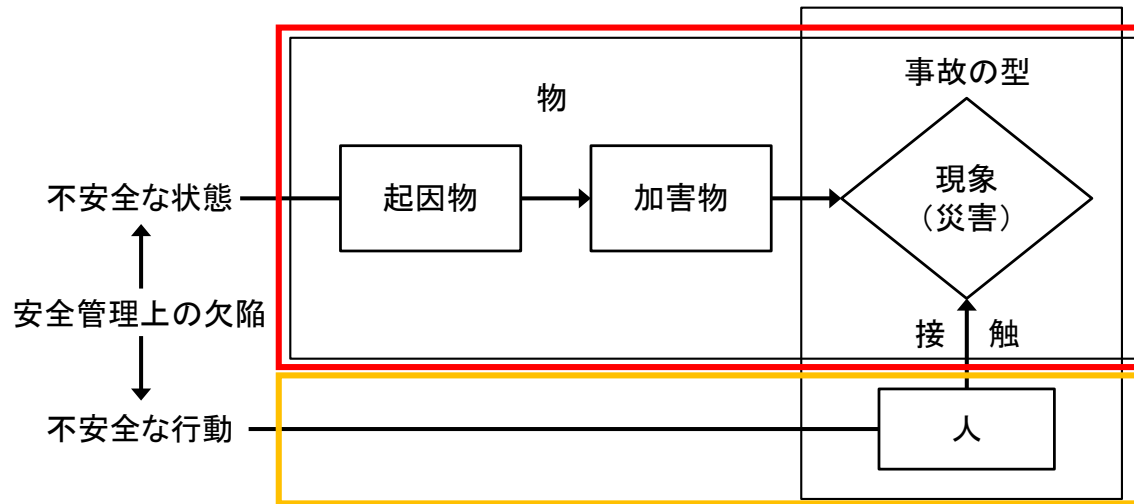 事故の型
物
不安全な状態
起因物
加害物
現象
（災害）
安全管理上の欠陥
接 触
不安全な行動
人